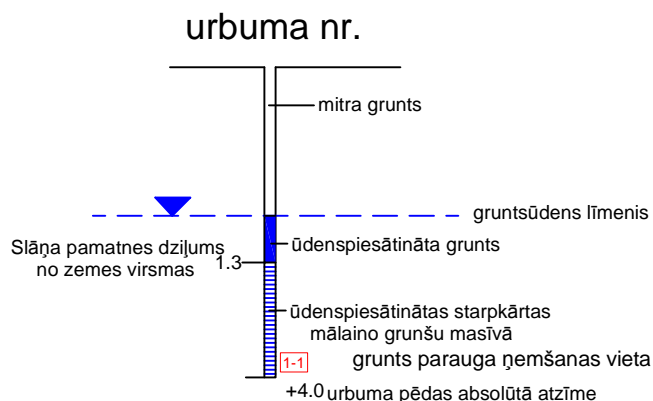 urbuma nr.
mitra grunts
gruntsūdens līmenis
Slāņa pamatnes dziļums
no zemes virsmas
1.3
ūdenspiesātināta grunts
ūdenspiesātinātas starpkārtas
mālaino grunšu masīvā
1-1
grunts parauga ņemšanas vieta
+4.0 urbuma pēdas absolūtā atzīme